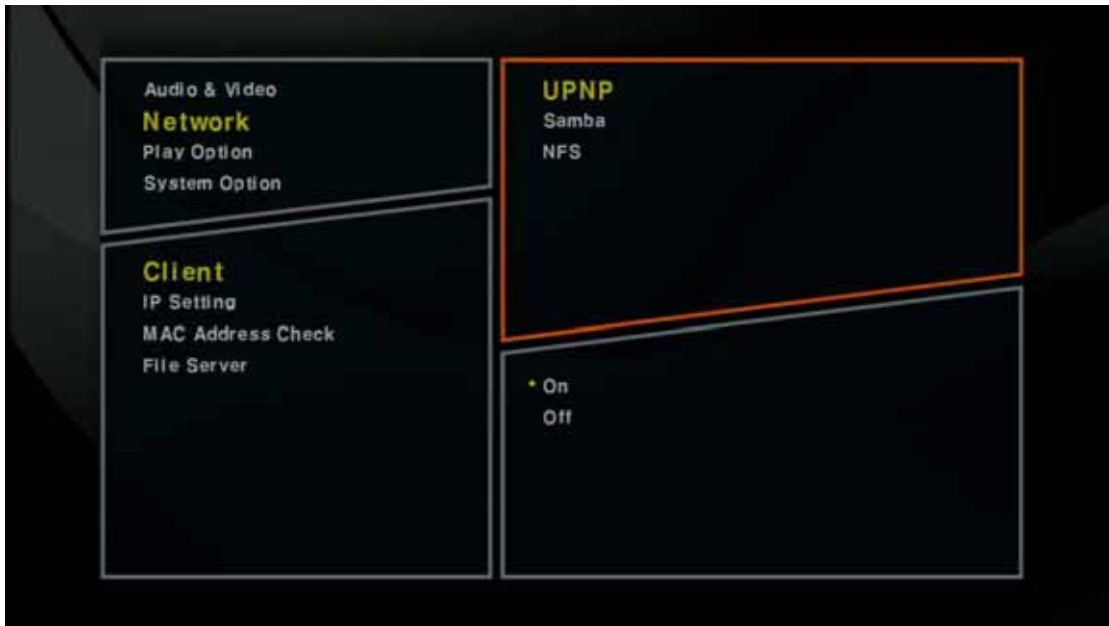 Audio & Video
Network
Play Option
System Option
Client
IP Setting
MAC Address Check
File Server
UPNP
Samba
NFS
On
Off